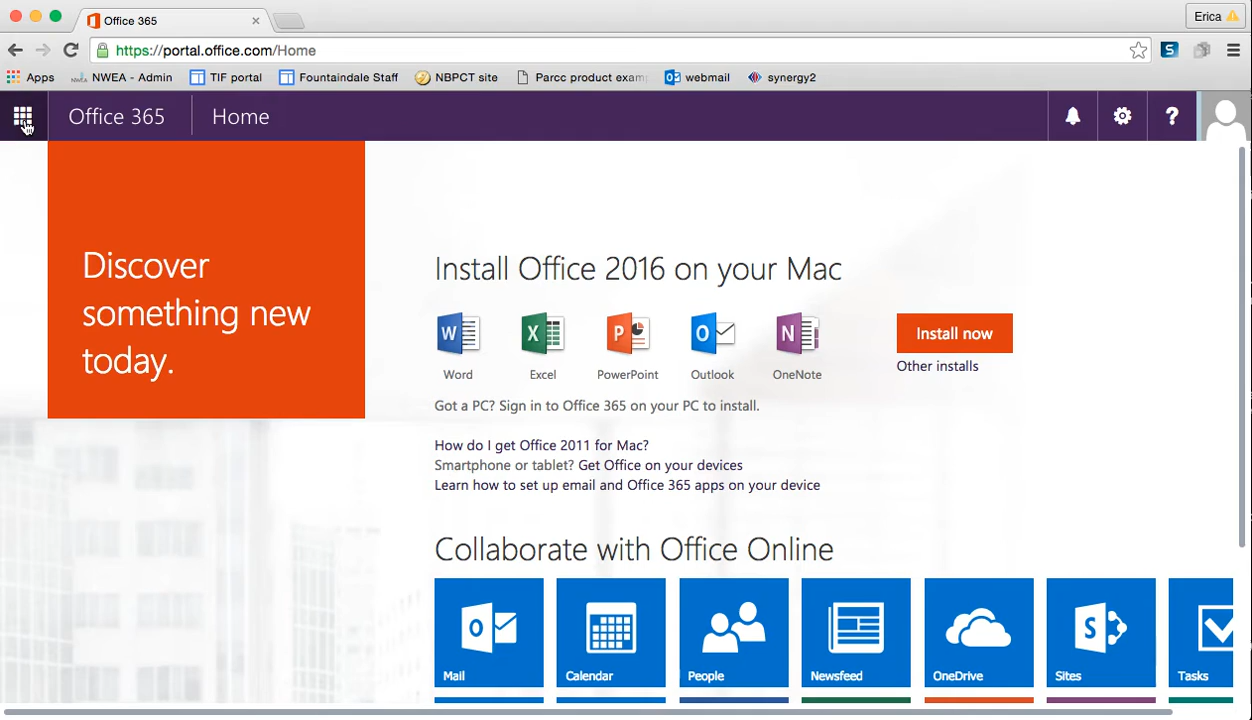 Office 365
Erica
https://portal.office.com/Home
Apps
NWEA - Admin
TIF portal
Fountaindale Staff
NBPCT site
Parcc product exam
webmail
synergy2
Office 365
Home
?
Discover
something new
today.
Install Office 2016 on your Mac
W
X
P
O
N
Install now
Word
Excel
PowerPoint
Outlook
OneNote
Other installs
Got a PC? Sign in to Office 365 on your PC to install.
How do I get Office 2011 for Mac?
Smartphone or tablet? Get Office on your devices
Learn how to set up email and Office 365 apps on your device
Collaborate with Office Online
Mail
Calendar
People
Newsfeed
OneDrive
Sites
Tasks